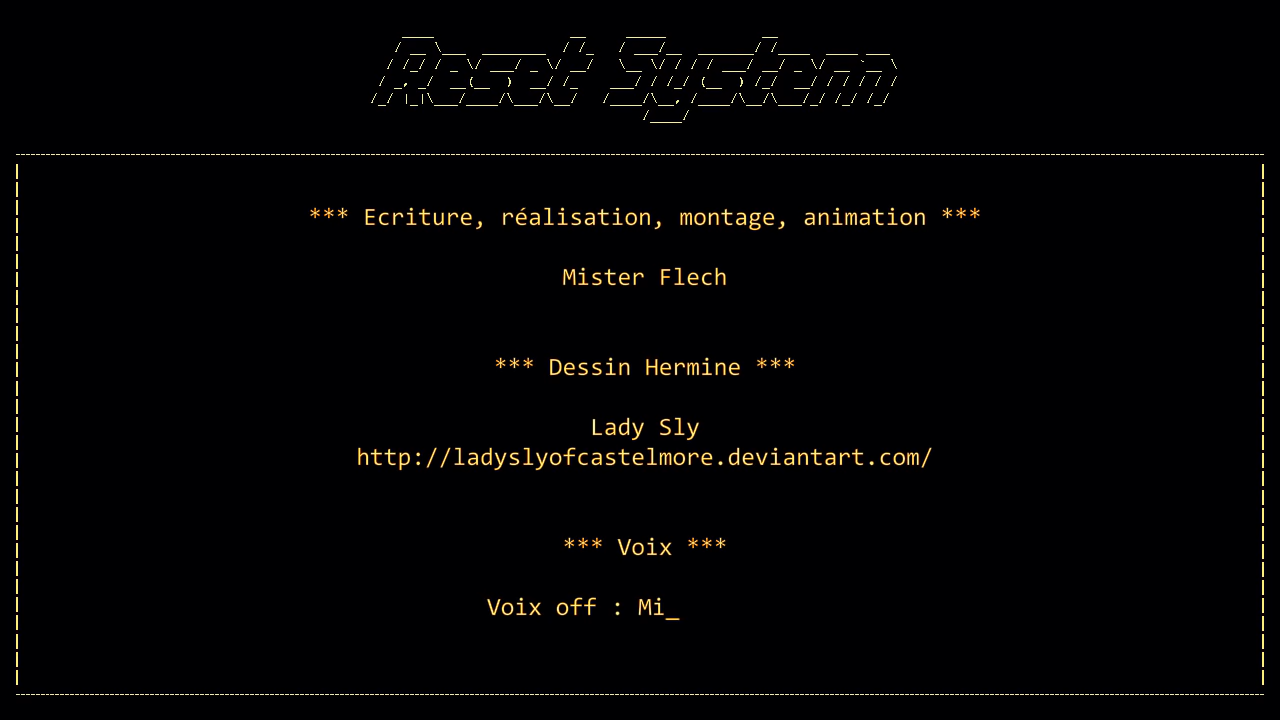 Reset System
*** Ecriture, réalisation, montage, animation ***
Mister Flech
*** Dessin Hermine ***
Lady Sly
http://ladyslyofcastelmore.deviantart.com/
*** Voix ***
Voix off : Mi_